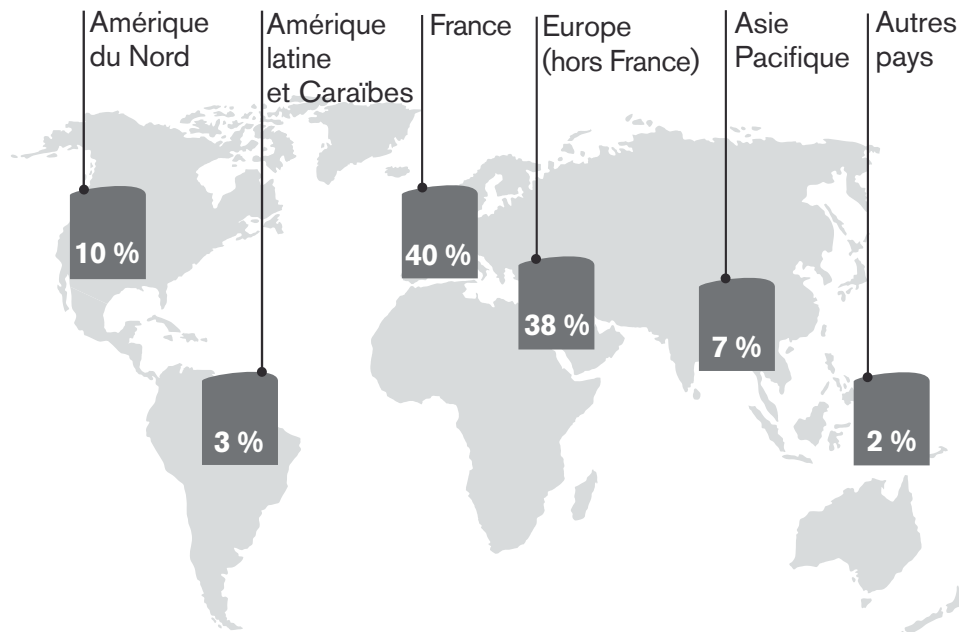 Amérique
du Nord
Amérique
latine
et Caraïbes
France
Europe
(hors France)
Asie
Pacifique
Autres
pays
10 %
40 %
38 %
7 %
3 %
2 %